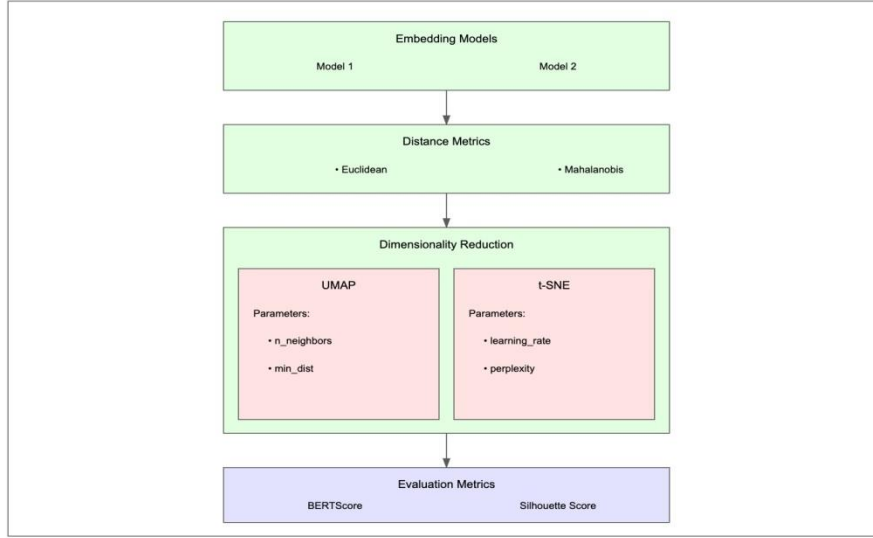 Embedding Models
Model 1 Model 2
Distance Metrics
• Euclidean • Mahalanobis
Dimensionality Reduction
UMAP
Parameters:
• n_neighbors
• min_dist
t-SNE
Parameters:
• learning_rate
• perplexity
Evaluation Metrics
BERTScore Silhouette Score